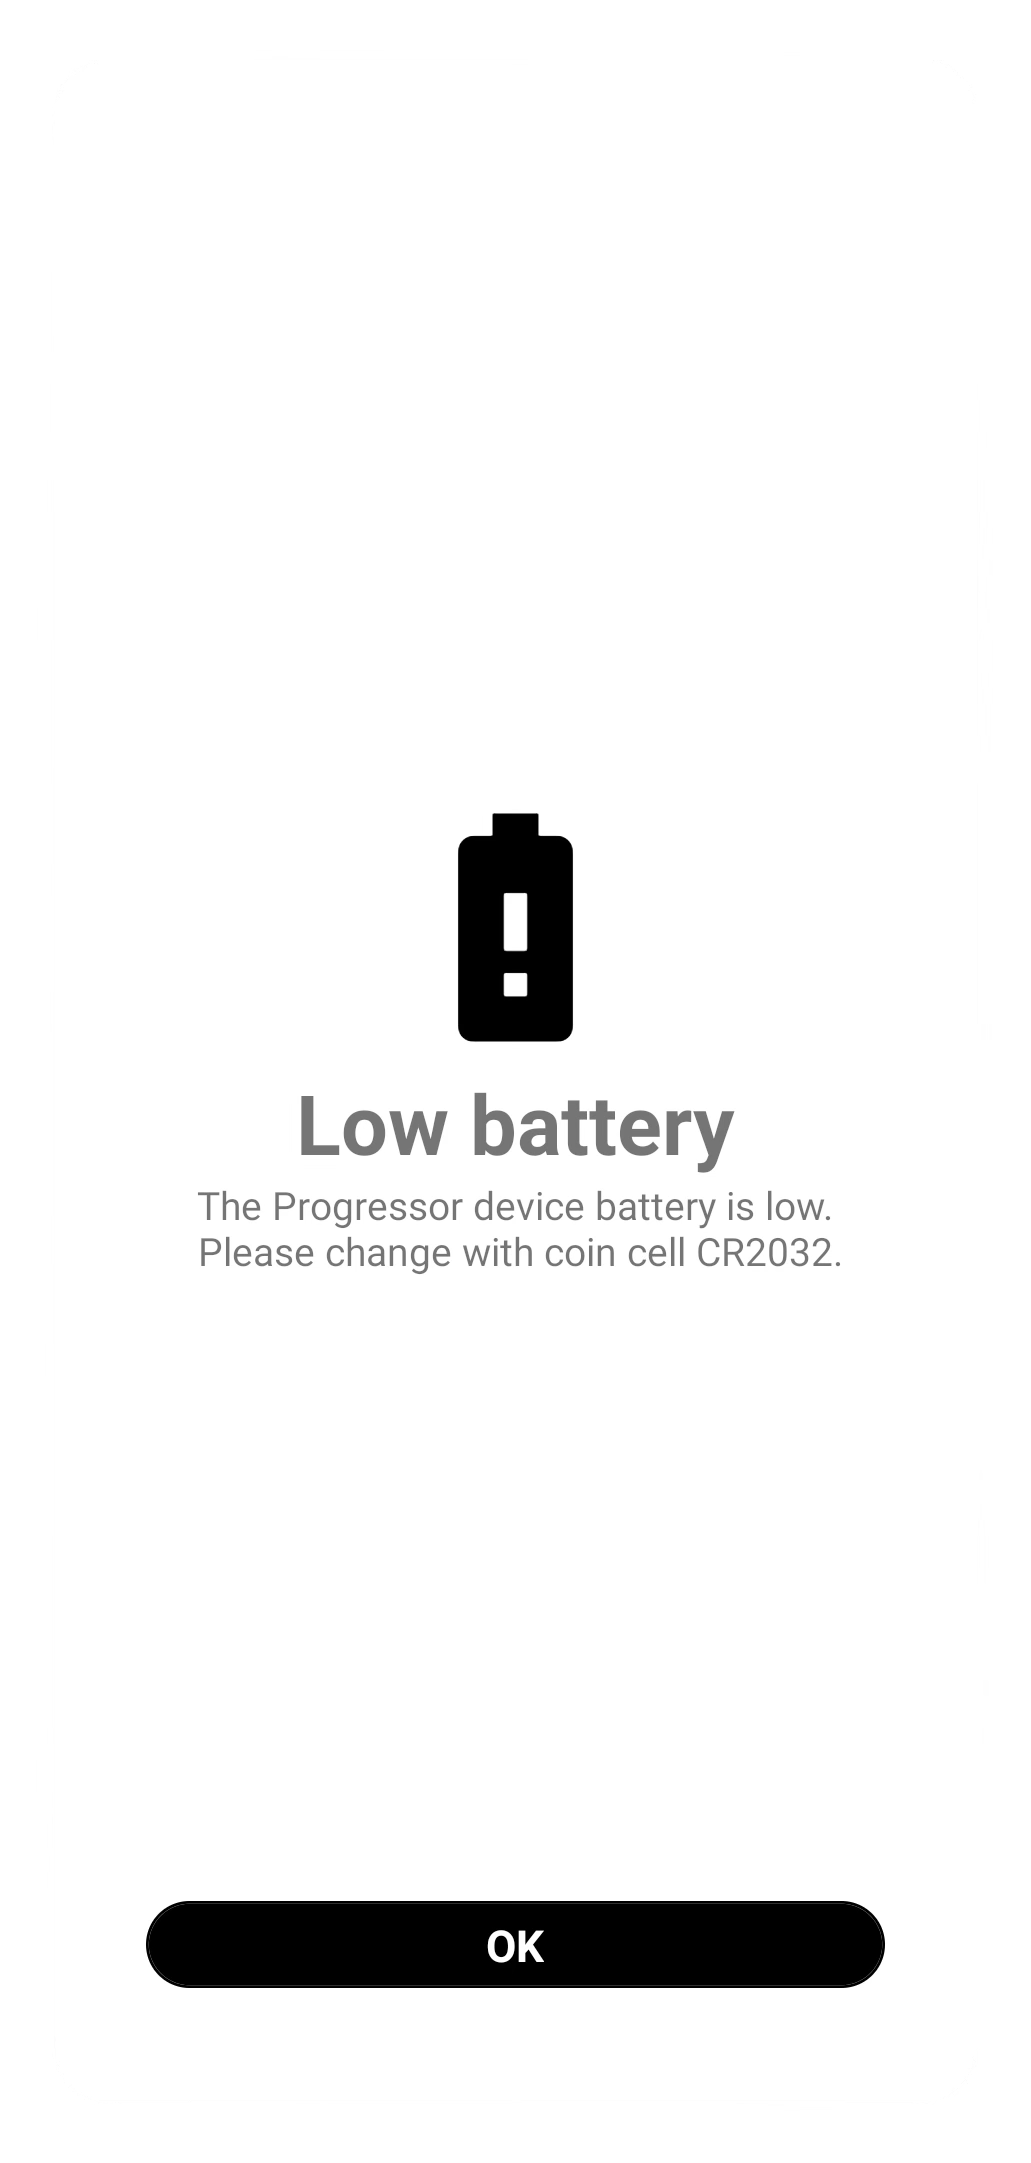 Low battery
The Progressor device battery is low.
Please change with coin cell CR2032.
OK